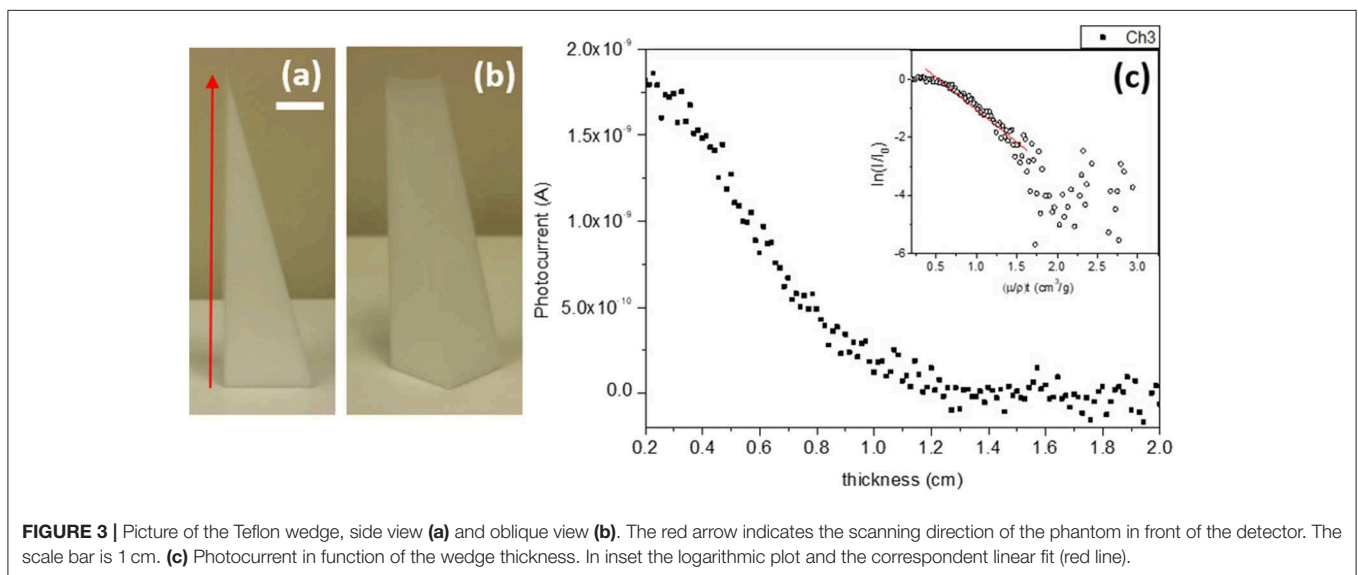 (a)
(b)
Ch3
(c)
Photocurrent (A)
2.0x10⁻⁹
1.5x10⁻⁹
1.0x10⁻⁹
5.0x10⁻¹⁰
0.0
0.2 0.4 0.6 0.8 1.0 1.2 1.4 1.6 1.8 2.0
thickness (cm)
ln(I/I₀)
0
-2
-4
-6
0.5 1.0 1.5 2.0 2.5 3.0
(μ/ρ)t (cm³/g)
FIGURE 3 | Picture of the Teflon wedge, side view (a) and oblique view (b). The red arrow indicates the scanning direction of the phantom in front of the detector. The
scale bar is 1 cm. (c) Photocurrent in function of the wedge thickness. In inset the logarithmic plot and the correspondent linear fit (red line).